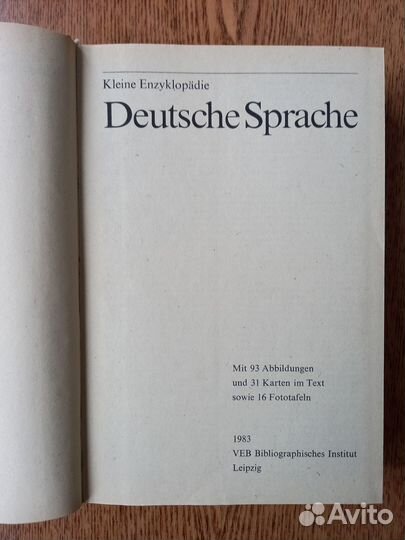 Kleine Enzyklopädie
Deutsche Sprache
Mit 93 Abbildungen
und 31 Karten im Text
sowie 16 Fototafeln
1983
VEB Bibliographisches Institut
Leipzig
Avito